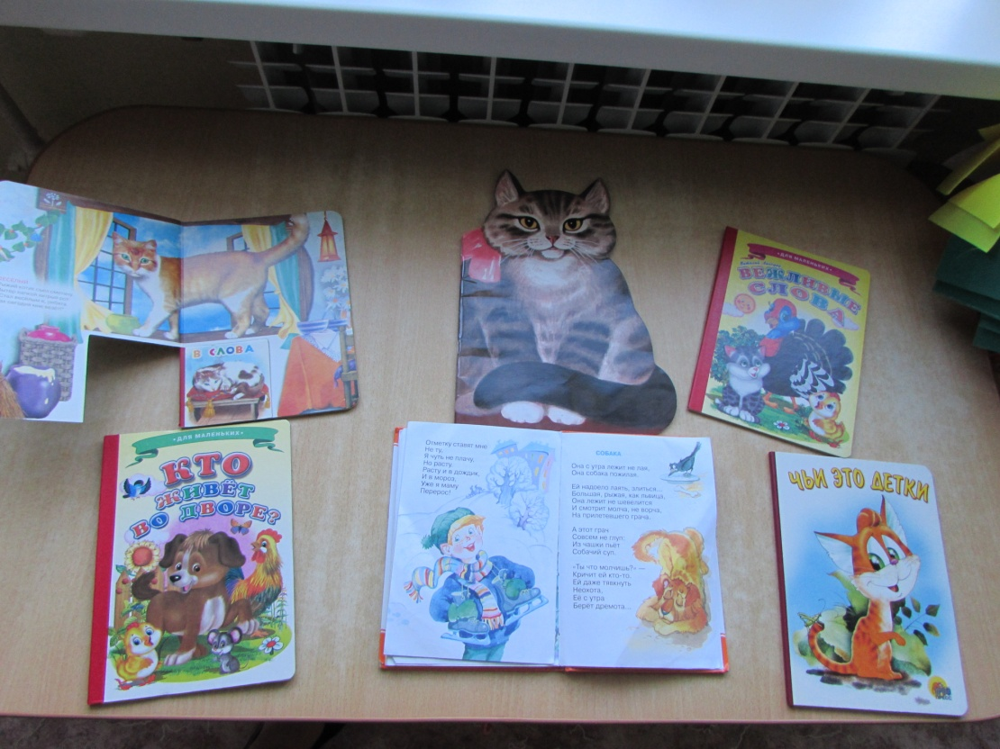 В СЛОВА
«ДЛЯ МАЛЕНЬКИХ»
ВЕЖЛИВЫЕ
СЛОВА
«ДЛЯ МАЛЕНЬКИХ»
КТО
ЖИВЁТ
ВО ДВОРЕ?
Отметку ставят мне
Не ту,
Я чуть не плачу,
Но расту.
Расту и в дождик,
И в мороз,
Уже я маму
Перерос!
СОБАКА
Она с утра лежит не лая,
Она собака пожилая.
Ей надоело лаять, злиться...
Большая, рыжая, как львица,
Она лежит не шевелится
И смотрит молча, не ворча,
На прилетевшего грача.
А этот грач
Совсем не глуп:
Из чашки пьёт
Собачий суп.
«Ты что молчишь?» —
Кричит ей кто-то.
Ей даже тявкнуть
Неохота,
Её с утра
Берёт дремота...
ЧЬИ ЭТО ДЕТКИ